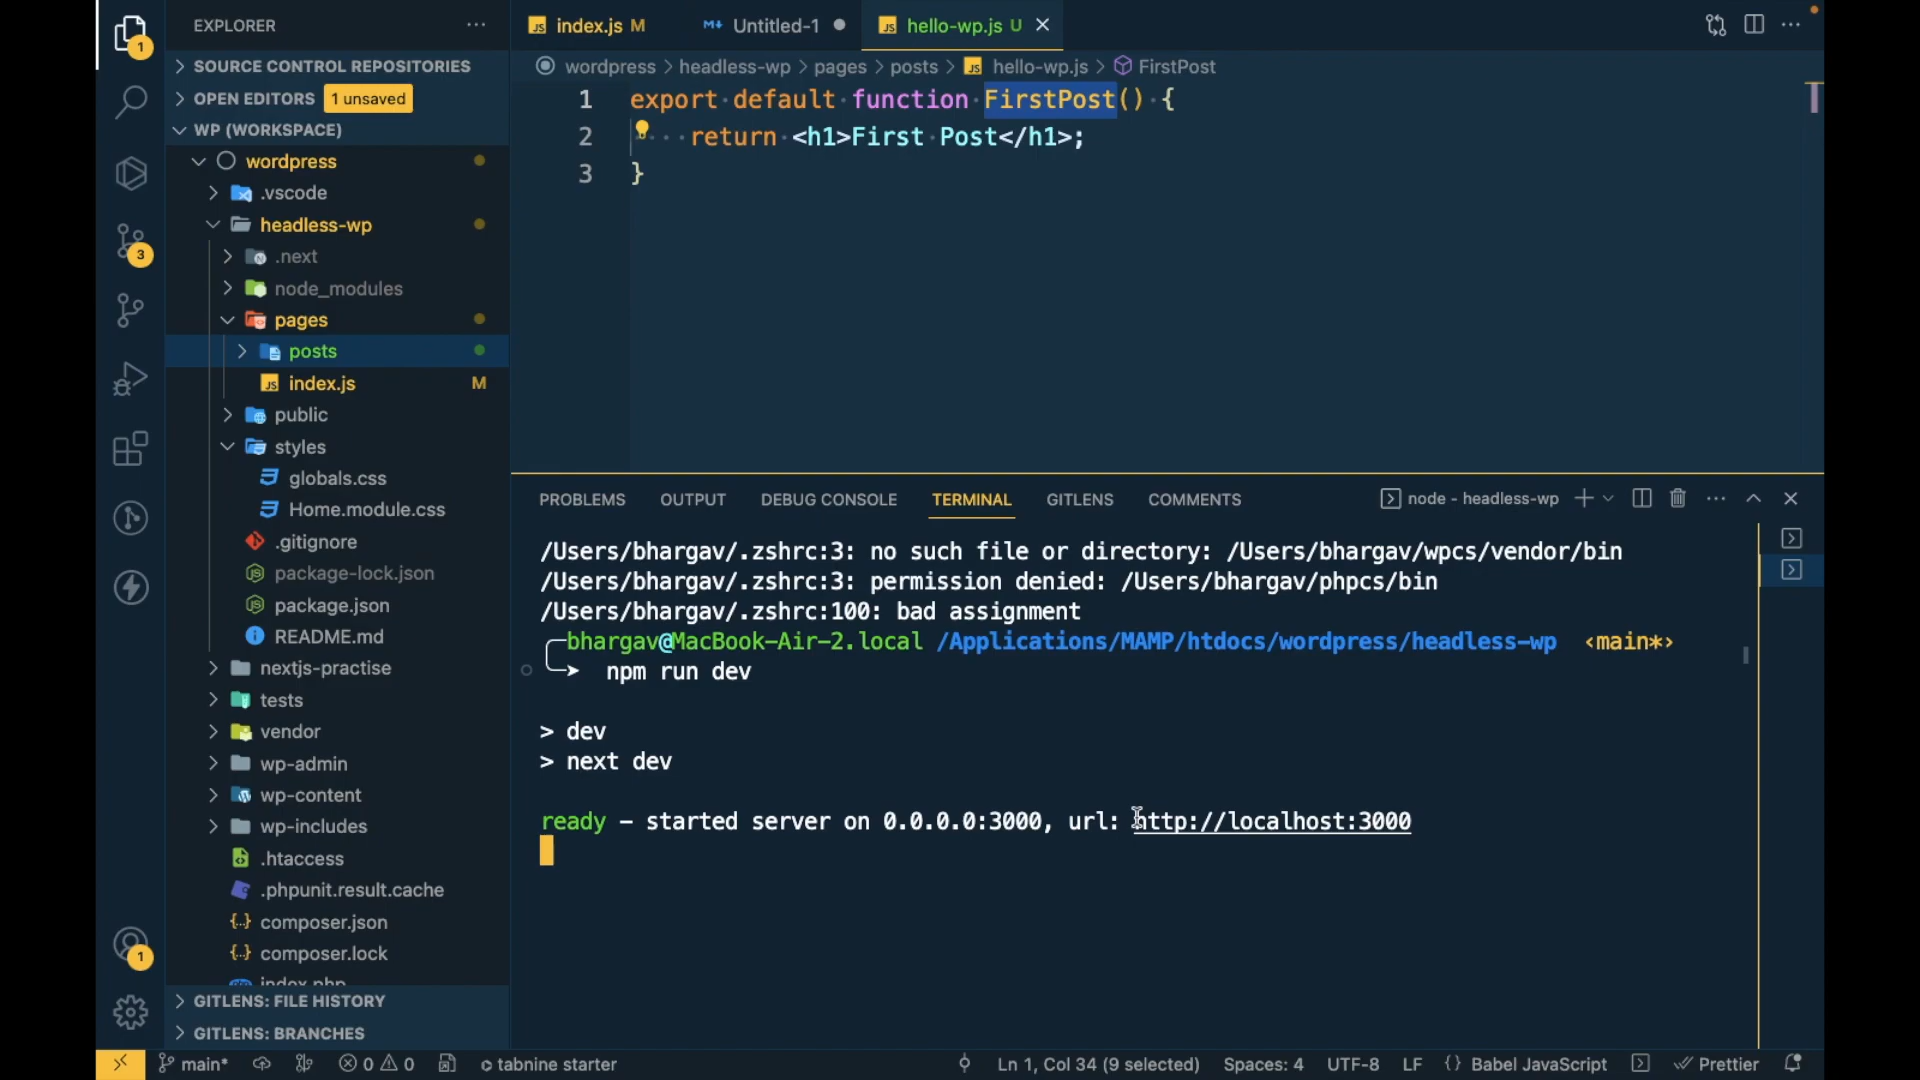 EXPLORER
SOURCE CONTROL REPOSITORIES
OPEN EDITORS 1 unsaved
WP (WORKSPACE)
wordpress
.vscode
headless-wp
.next
node_modules
pages
posts
index.js M
public
styles
globals.css
Home.module.css
.gitignore
package-lock.json
package.json
README.md
nextjs-practise
tests
vendor
wp-admin
wp-content
wp-includes
.htaccess
.phpunit.result.cache
composer.json
composer.lock
index.php
GITLENS: FILE HISTORY
GITLENS: BRANCHES
1
3
1
JS index.js M
M+ Untitled-1
JS hello-wp.js U
wordpress > headless-wp > pages > posts > JS hello-wp.js > FirstPost
1 export default function FirstPost() {
2 return <h1>First Post</h1>;
3 }
PROBLEMS OUTPUT DEBUG CONSOLE TERMINAL GITLENS COMMENTS
node - headless-wp
/Users/bhargav/.zshrc:3: no such file or directory: /Users/bhargav/wpcs/vendor/bin
/Users/bhargav/.zshrc:3: permission denied: /Users/bhargav/phpcs/bin
/Users/bhargav/.zshrc:100: bad assignment
bhargav@MacBook-Air-2.local /Applications/MAMP/htdocs/wordpress/headless-wp ‹main*›
npm run dev
> dev
> next dev
ready - started server on 0.0.0.0:3000, url: http://localhost:3000
main* 0 0 tabnine starter
Ln 1, Col 34 (9 selected) Spaces: 4 UTF-8 LF {} Babel JavaScript Prettier